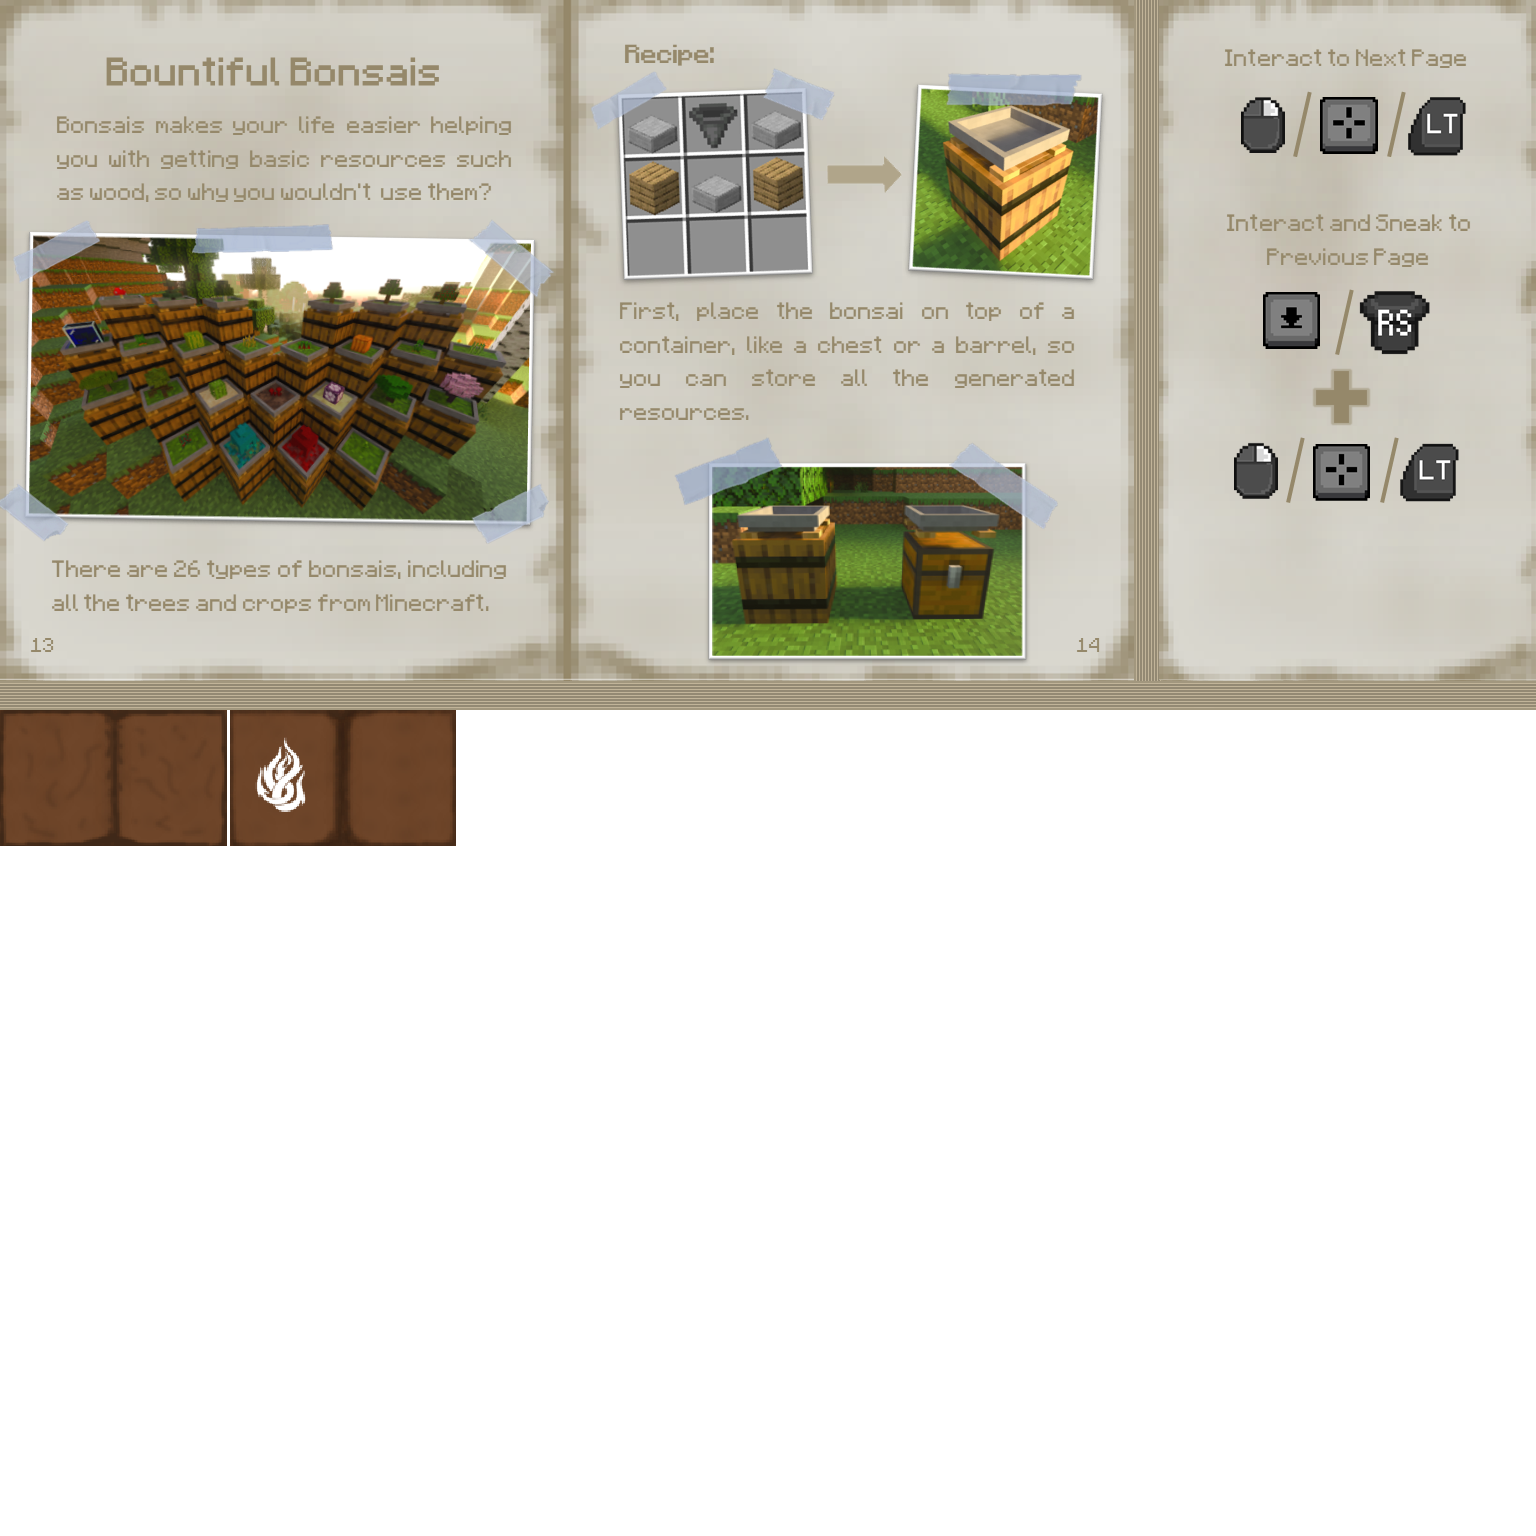 Bountiful Bonsais
Bonsais makes your life easier helping
you with getting basic resources such
as wood, so why you wouldn't use them?
There are 26 types of bonsais, including
all the trees and crops from Minecraft.
13
Recipe:
First, place the bonsai on top of a
container, like a chest or a barrel, so
you can store all the generated
resources.
14
Interact to Next Page
LT
Interact and Sneak to
Previous Page
RS
LT